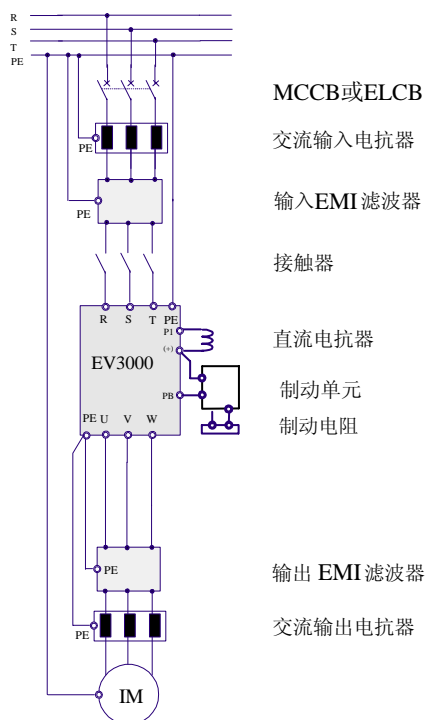 R
S
T
PE
MCCB或ELCB
PE
交流输入电抗器
PE
输入EMI滤波器
接触器
R S T PE
P1
直流电抗器
(+)
EV3000
制动单元
PB
制动电阻
PE U V W
PE
输出 EMI滤波器
PE
交流输出电抗器
IM